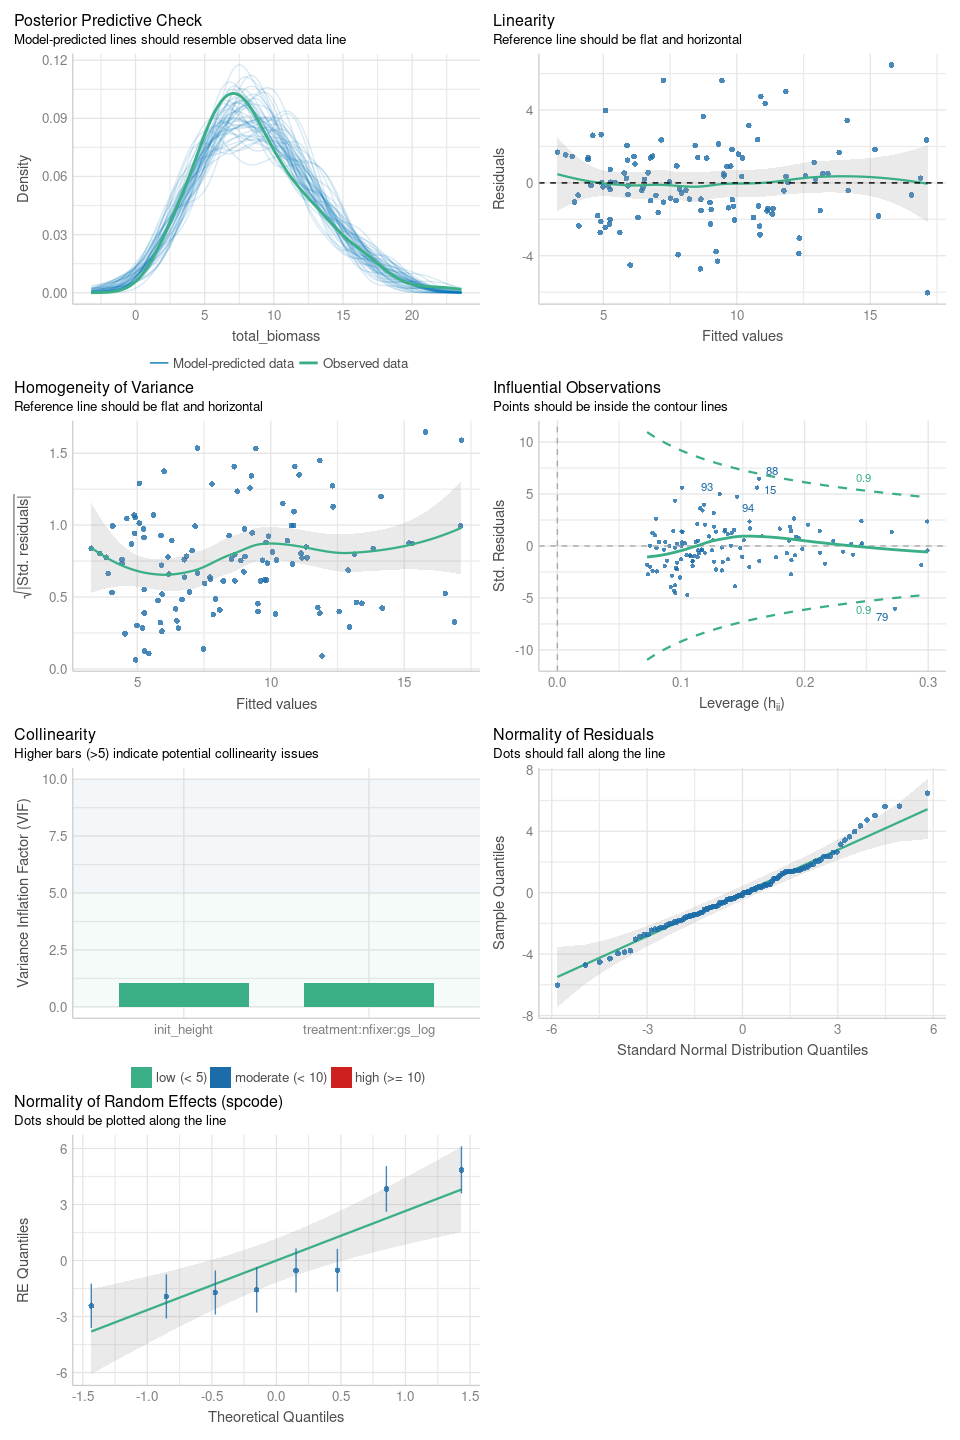 Posterior Predictive Check
Model-predicted lines should resemble observed data line
0.12
0.09
0.06
0.03
0.00
Density
0
5
10
15
20
total_biomass
Model-predicted data
Observed data
Linearity
Reference line should be flat and horizontal
4
0
-4
Residuals
5
10
15
Fitted values
Homogeneity of Variance
Reference line should be flat and horizontal
1.5
1.0
0.5
0.0
√|Std. residuals|
5
10
15
Fitted values
Influential Observations
Points should be inside the contour lines
10
5
0
-5
-10
Std. Residuals
88
0.9
93
15
94
0.9
79
0.0
0.1
0.2
0.3
Leverage (hii)
Collinearity
Higher bars (>5) indicate potential collinearity issues
10.0
7.5
5.0
2.5
0.0
Variance Inflation Factor (VIF)
init_height
treatment:nfixer:gs_log
low (< 5)
moderate (< 10)
high (>= 10)
Normality of Residuals
Dots should fall along the line
8
4
0
-4
-8
Sample Quantiles
-6
-3
0
3
6
Standard Normal Distribution Quantiles
Normality of Random Effects (spcode)
Dots should be plotted along the line
6
3
0
-3
-6
RE Quantiles
-1.5
-1.0
-0.5
0.0
0.5
1.0
1.5
Theoretical Quantiles